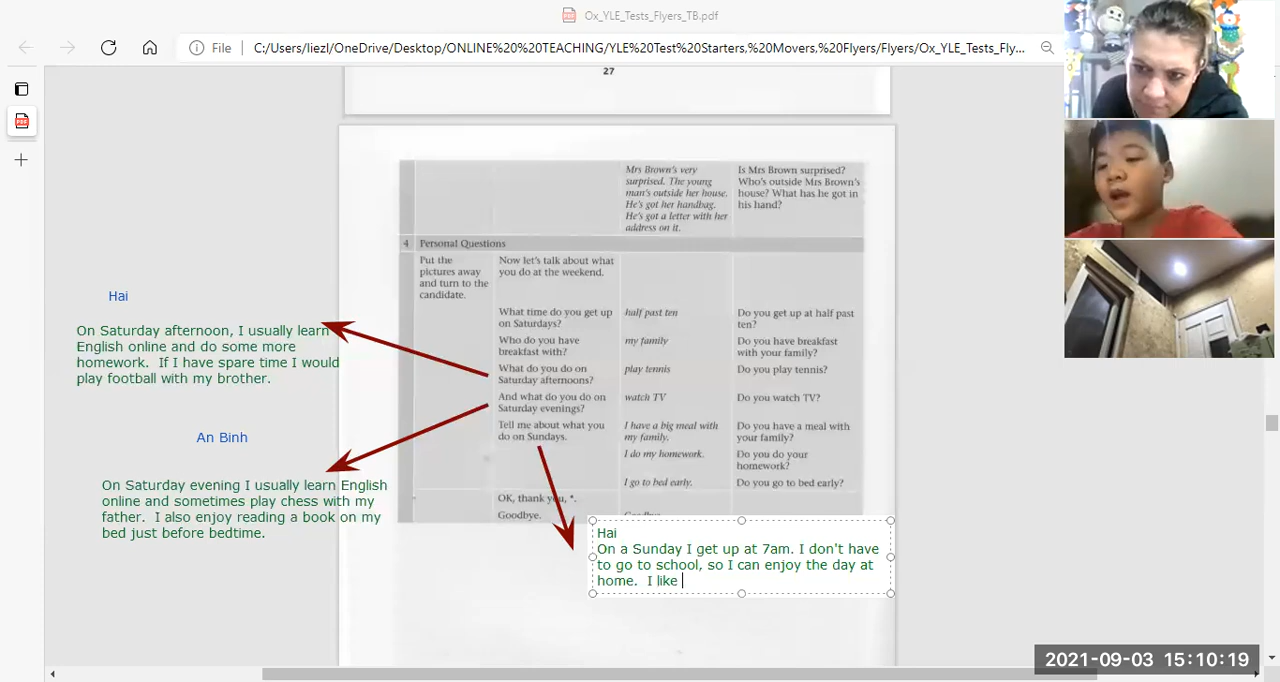 Ox_YLE_Tests_Flyers_TB.pdf
File
C:/Users/liezl/OneDrive/Desktop/ONLINE%20%20TEACHING/YLE%20Test%20Starters,%20Movers,%20Flyers/Flyers/Ox_YLE_Tests_Fly...
27
Mrs Brown's very
surprised. The young
man's outside her house.
He's got her handbag.
He's got a letter with her
address on it.
Is Mrs Brown surprised?
Who's outside Mrs Brown's
house? What has he got in
his hand?
4 Personal Questions
Put the
pictures away
and turn to the
candidate.
Now let's talk about what
you do at the weekend.
What time do you get up
on Saturdays?
half past ten
Do you get up at half past
ten?
Who do you have
breakfast with?
my family
Do you have breakfast
with your family?
What do you do on
Saturday afternoons?
play tennis
Do you play tennis?
And what do you do on
Saturday evenings?
watch TV
Do you watch TV?
Tell me about what you
do on Sundays.
I have a big meal with
my family.
Do you have a meal with
your family?
I do my homework.
Do you do your
homework?
I go to bed early.
Do you go to bed early?
OK, thank you, *.
Goodbye.
Goodbye.
Hai
On Saturday afternoon, I usually learn
English online and do some more
homework. If I have spare time I would
play football with my brother.
An Binh
On Saturday evening I usually learn English
online and sometimes play chess with my
father. I also enjoy reading a book on my
bed just before bedtime.
Hai
On a Sunday I get up at 7am. I don't have
to go to school, so I can enjoy the day at
home. I like
2021-09-03 15:10:19